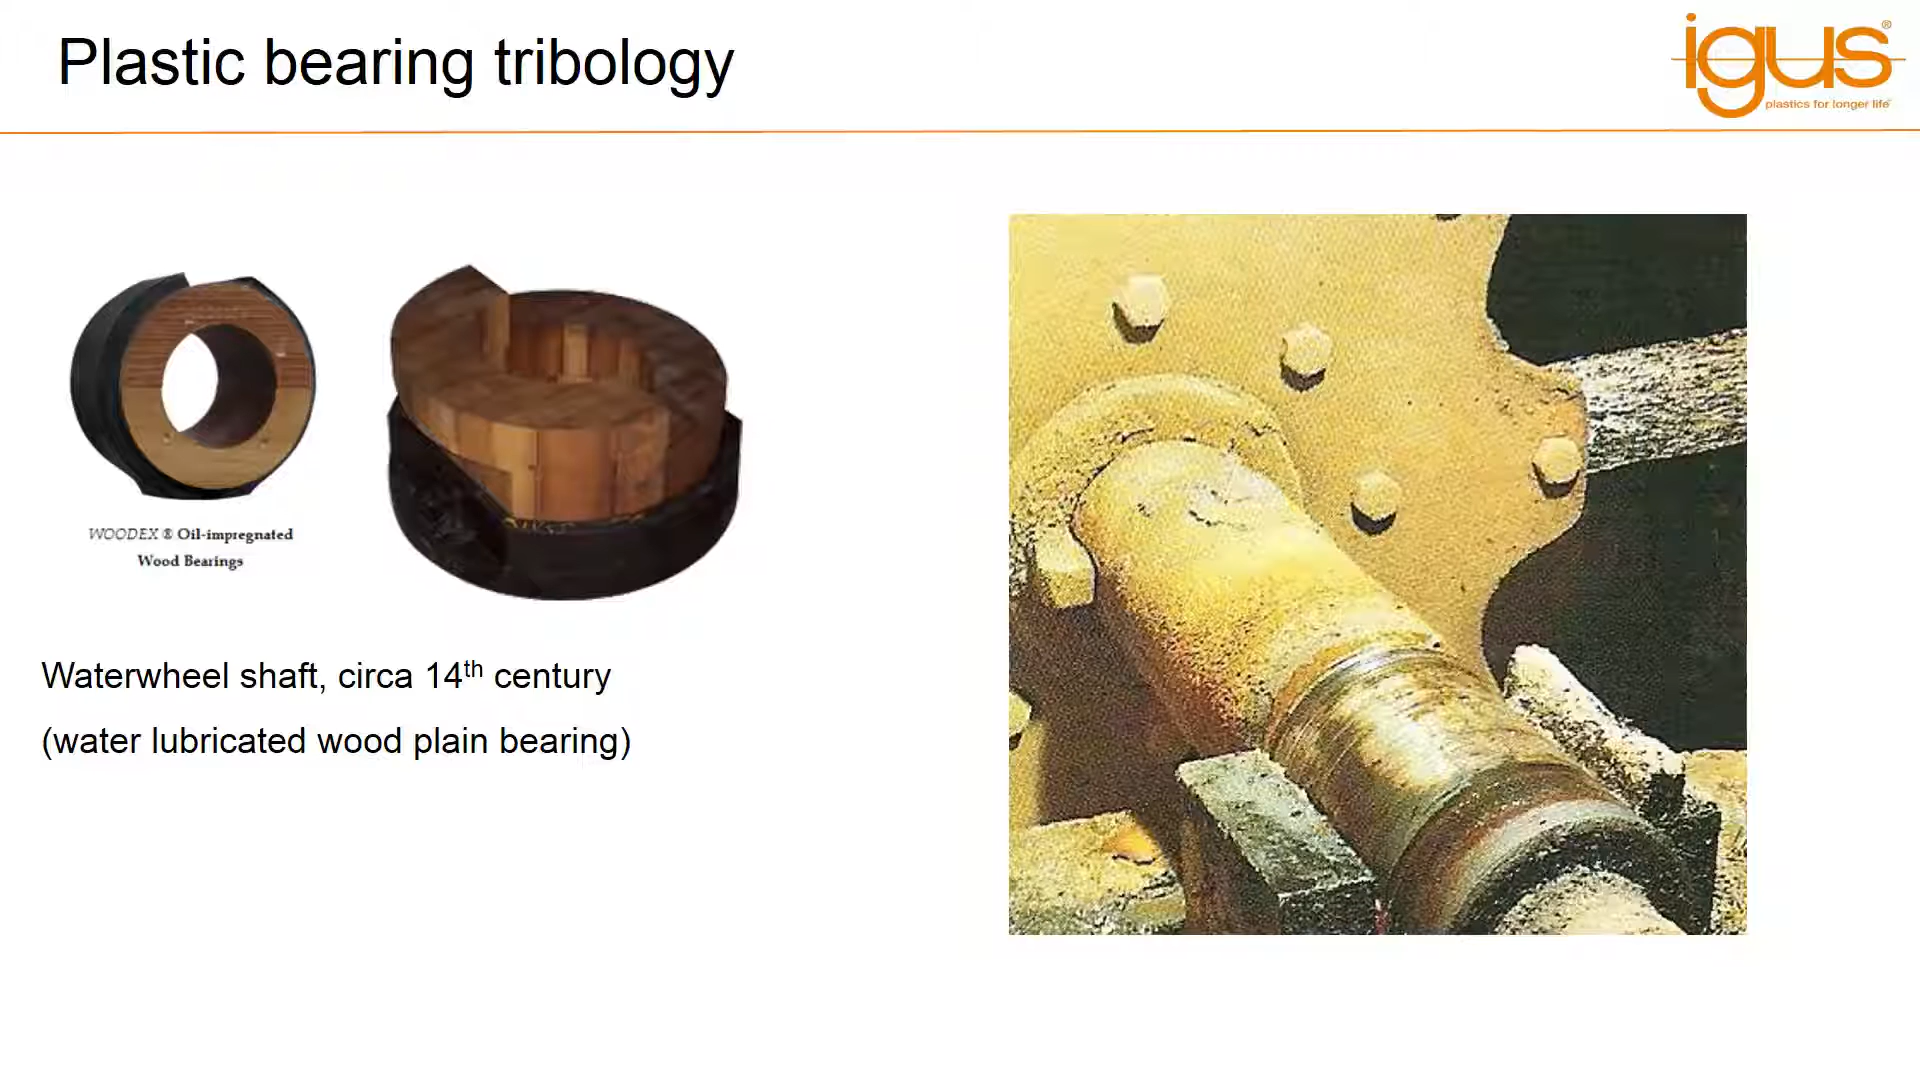 Plastic bearing tribology
igus®
plastics for longer life
WOODEX ® Oil-impregnated
Wood Bearings
Waterwheel shaft, circa 14th century
(water lubricated wood plain bearing)